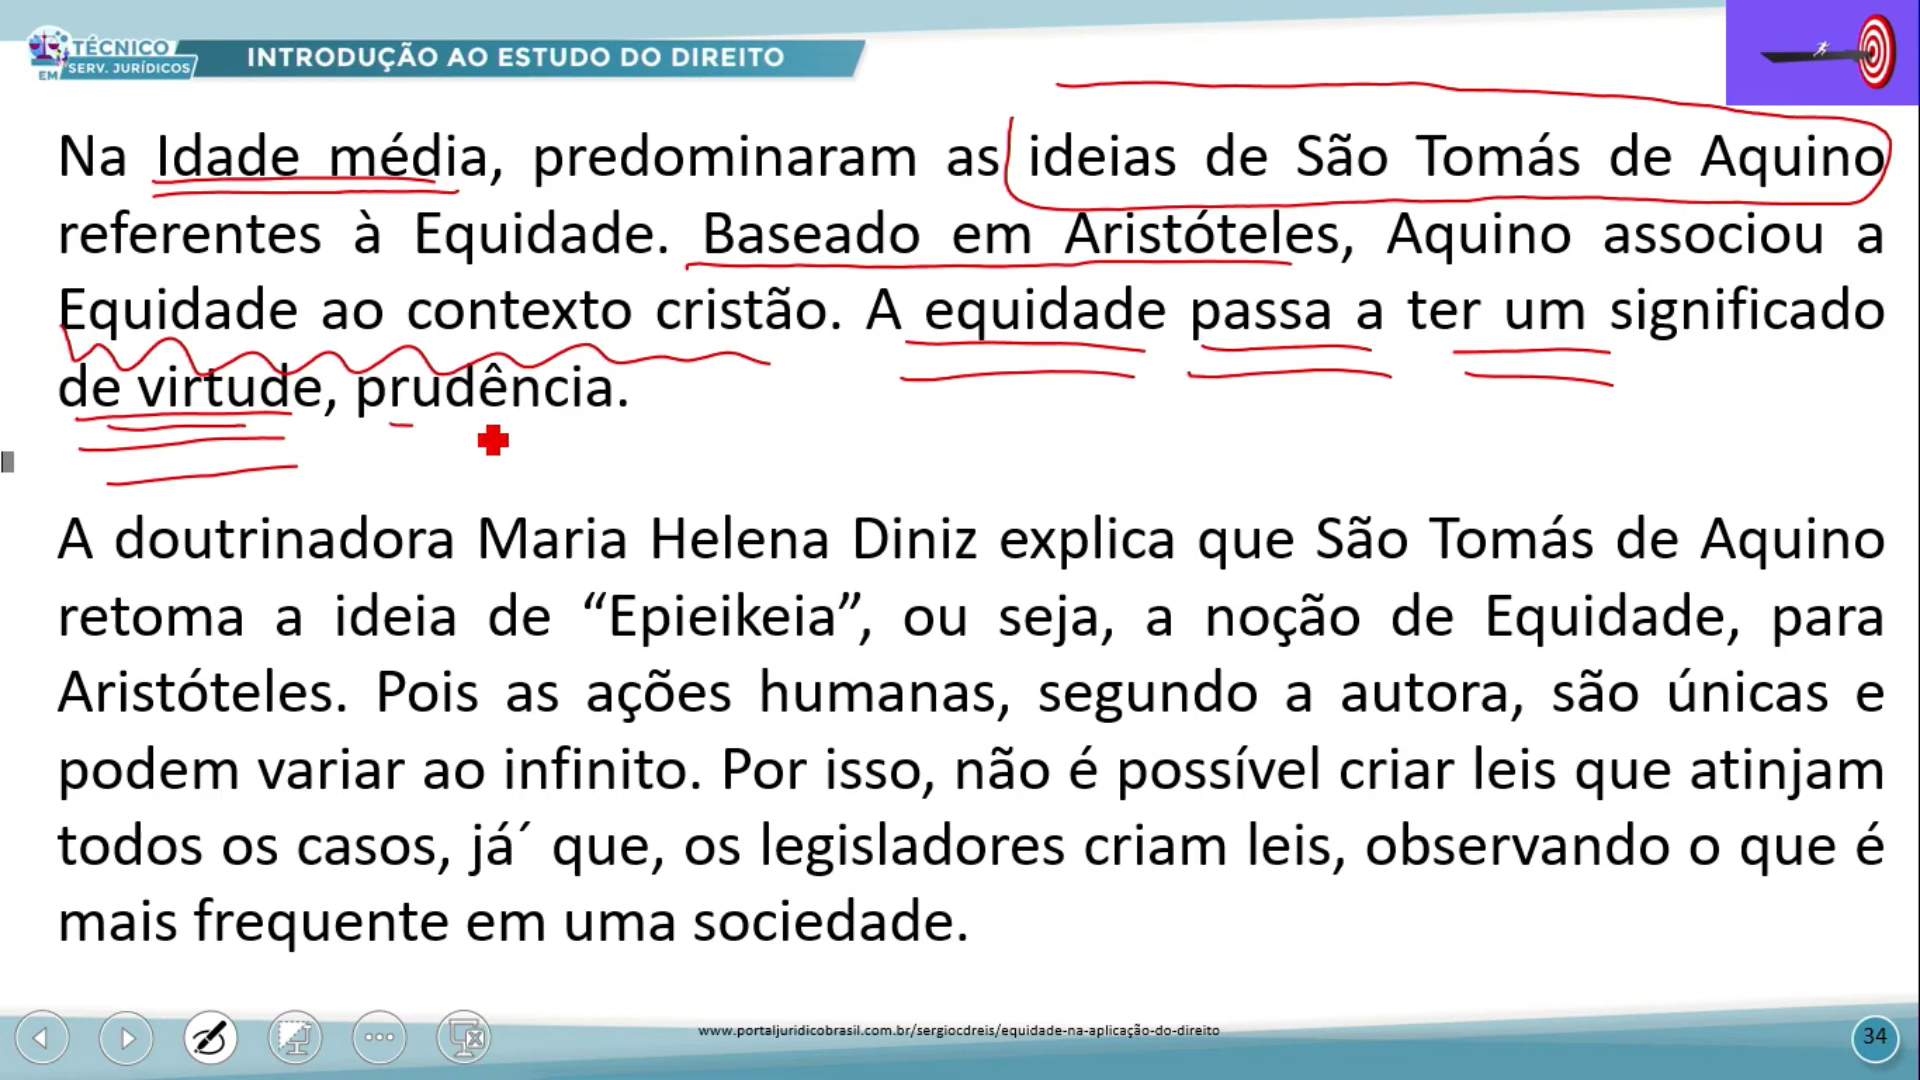 TÉCNICO
EM SERV. JURÍDICOS
INTRODUÇÃO AO ESTUDO DO DIREITO
Na Idade média, predominaram as ideias de São Tomás de Aquino
referentes à Equidade. Baseado em Aristóteles, Aquino associou a
Equidade ao contexto cristão. A equidade passa a ter um significado
de virtude, prudência.
A doutrinadora Maria Helena Diniz explica que São Tomás de Aquino
retoma a ideia de “Epieikeia”, ou seja, a noção de Equidade, para
Aristóteles. Pois as ações humanas, segundo a autora, são únicas e
podem variar ao infinito. Por isso, não é possível criar leis que atinjam
todos os casos, já´ que, os legisladores criam leis, observando o que é
mais frequente em uma sociedade.
www.portaljuridicobrasil.com.br/sergiocdreis/equidade-na-aplicação-do-direito
34